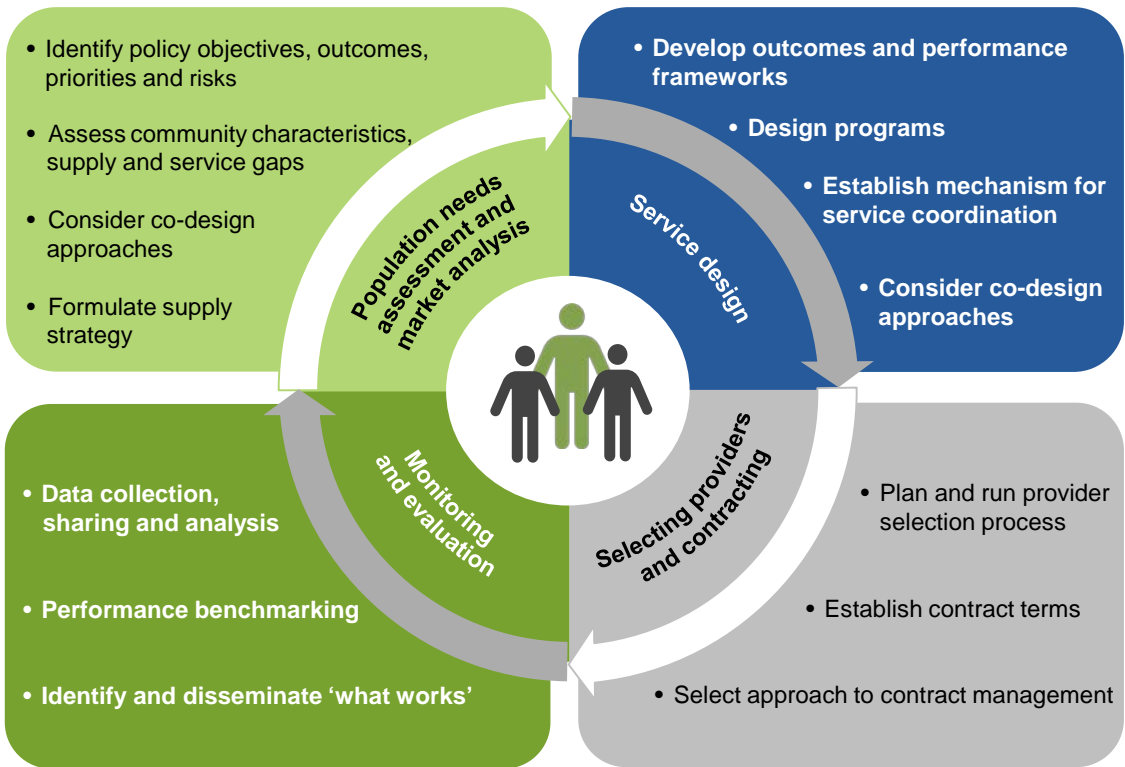 • Identify policy objectives, outcomes,
priorities and risks
• Assess community characteristics,
supply and service gaps
• Consider co-design
approaches
• Formulate supply
strategy
Population needs
assessment and
market analysis
• Develop outcomes and performance
frameworks
• Design programs
• Establish mechanism for
service coordination
• Consider co-design
approaches
Service design
• Data collection,
sharing and analysis
• Performance benchmarking
• Identify and disseminate ‘what works’
Monitoring
and evaluation
Selecting providers
and contracting
• Plan and run provider
selection process
• Establish contract terms
• Select approach to contract management